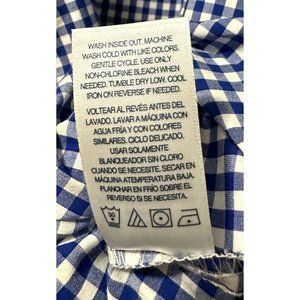 WASH INSIDE OUT. MACHINE
WASH COLD WITH LIKE COLORS.
GENTLE CYCLE. USE ONLY
NON-CHLORINE BLEACH WHEN
NEEDED. TUMBLE DRY LOW. COOL
IRON ON REVERSE IF NEEDED.
VOLTEAR AL REVÉS ANTES DEL
LAVADO. LAVAR A MÁQUINA CON
AGUA FRÍA Y CON COLORES
SIMILARES. CICLO DELICADO.
USAR SOLAMENTE
BLANQUEADOR SIN CLORO
CUANDO SE NECESITE. SECAR EN
MÁQUINA ATEMPERATURA BAJA.
PLANCHAR EN FRÍO SOBRE EL
REVERSO SI SE NECESITA.
30